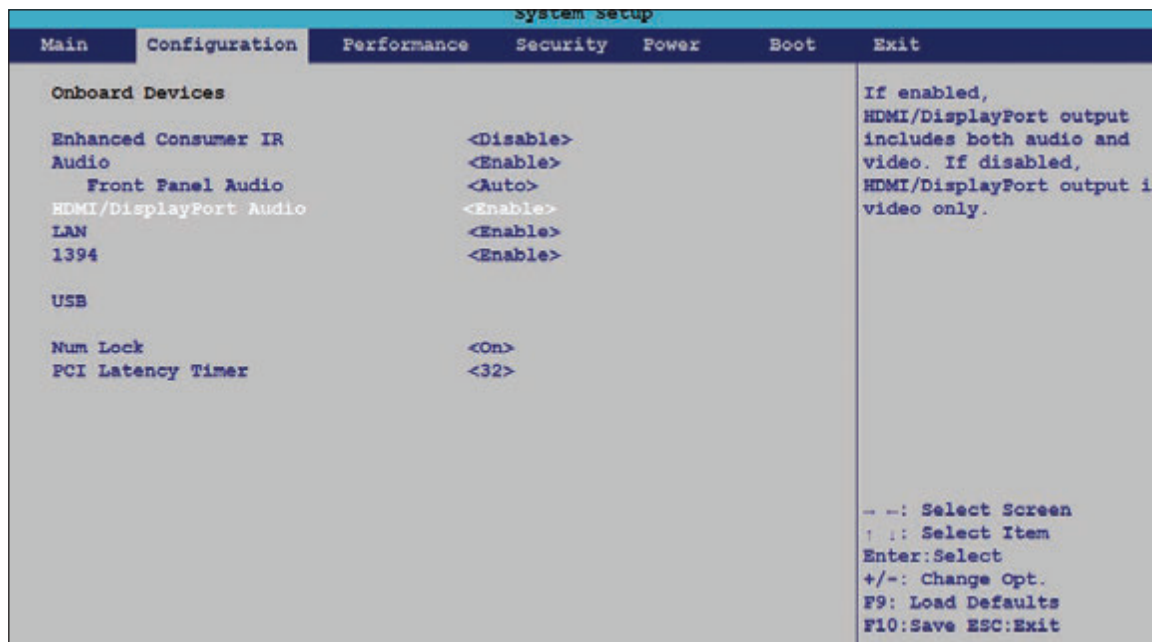 System Setup
Main Configuration Performance Security Power Boot Exit
Onboard Devices
Enhanced Consumer IR <Disable>
Audio <Enable>
Front Panel Audio <Auto>
HDMI/DisplayPort Audio <Enable>
LAN <Enable>
1394 <Enable>
USB
Num Lock <On>
PCI Latency Timer <32>
If enabled,
HDMI/DisplayPort output
includes both audio and
video. If disabled,
HDMI/DisplayPort output i
video only.
→ ←: Select Screen
↑ ↓: Select Item
Enter:Select
+/-: Change Opt.
F9: Load Defaults
F10:Save ESC:Exit